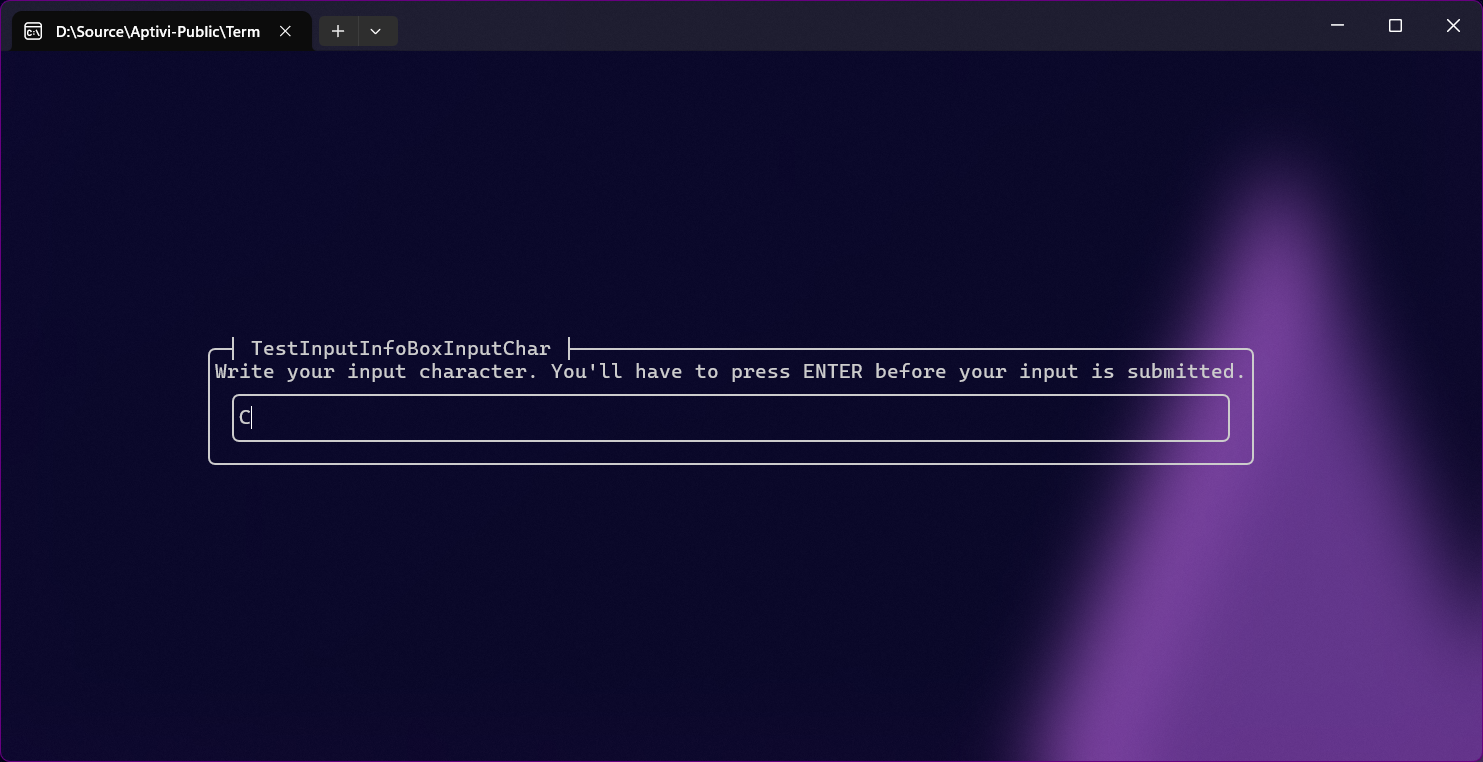 D:\Source\Aptivi-Public\Term
TestInputInfoBoxInputChar
Write your input character. You'll have to press ENTER before your input is submitted.
C